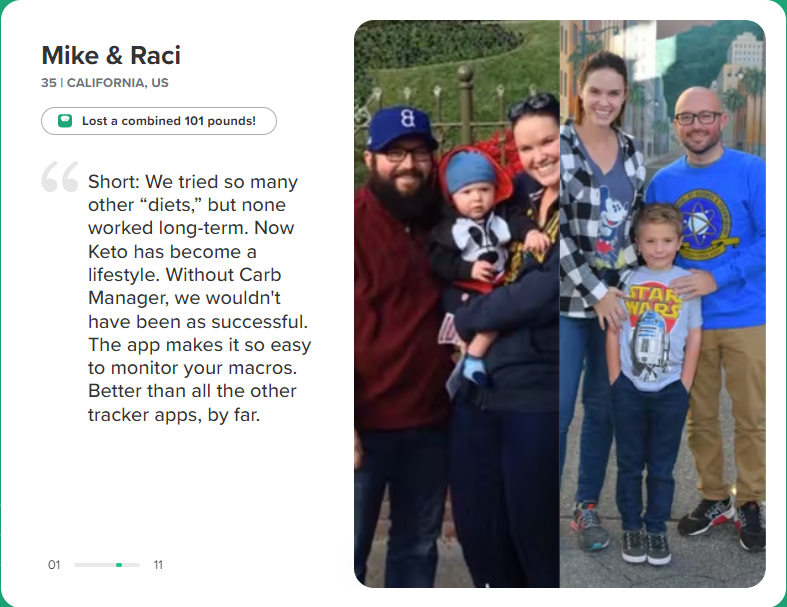 Mike & Raci
35 | CALIFORNIA, US
Lost a combined 101 pounds!
“
Short: We tried so many
other “diets,” but none
worked long-term. Now
Keto has become a
lifestyle. Without Carb
Manager, we wouldn't
have been as successful.
The app makes it so easy
to monitor your macros.
Better than all the other
tracker apps, by far.
01
11
B
STAR
WARS